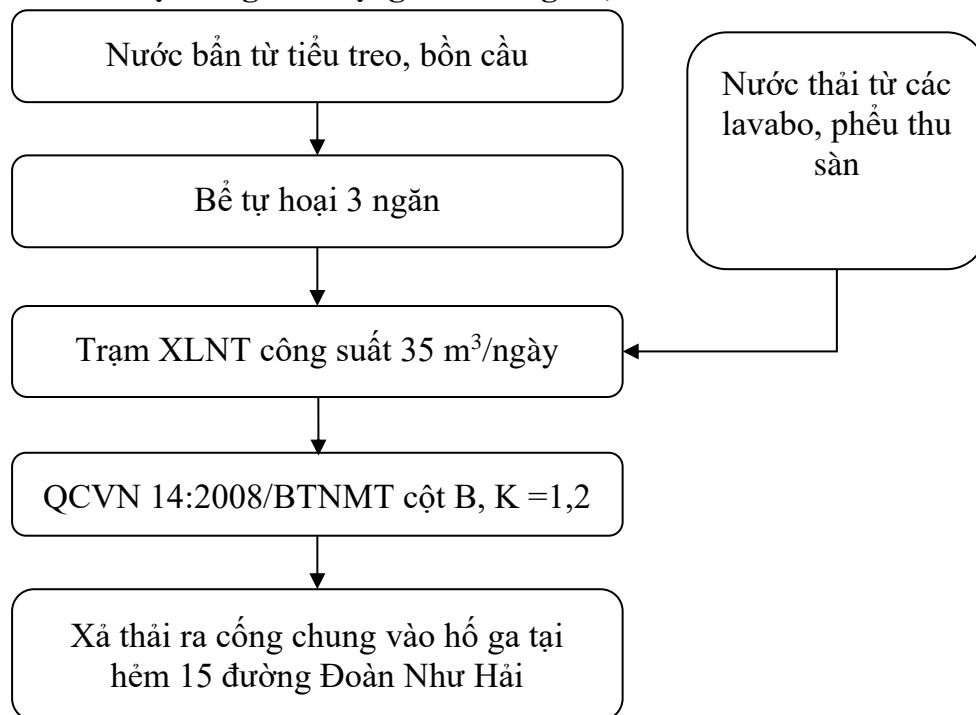 Nước bẩn từ tiểu treo, bồn cầu
Nước thải từ các
lavabo, phễu thu
sàn
Bể tự hoại 3 ngăn
Trạm XLNT công suất 35 m³/ngày
QCVN 14:2008/BTNMT cột B, K =1,2
Xả thải ra cống chung vào hố ga tại
hẻm 15 đường Đoàn Như Hải